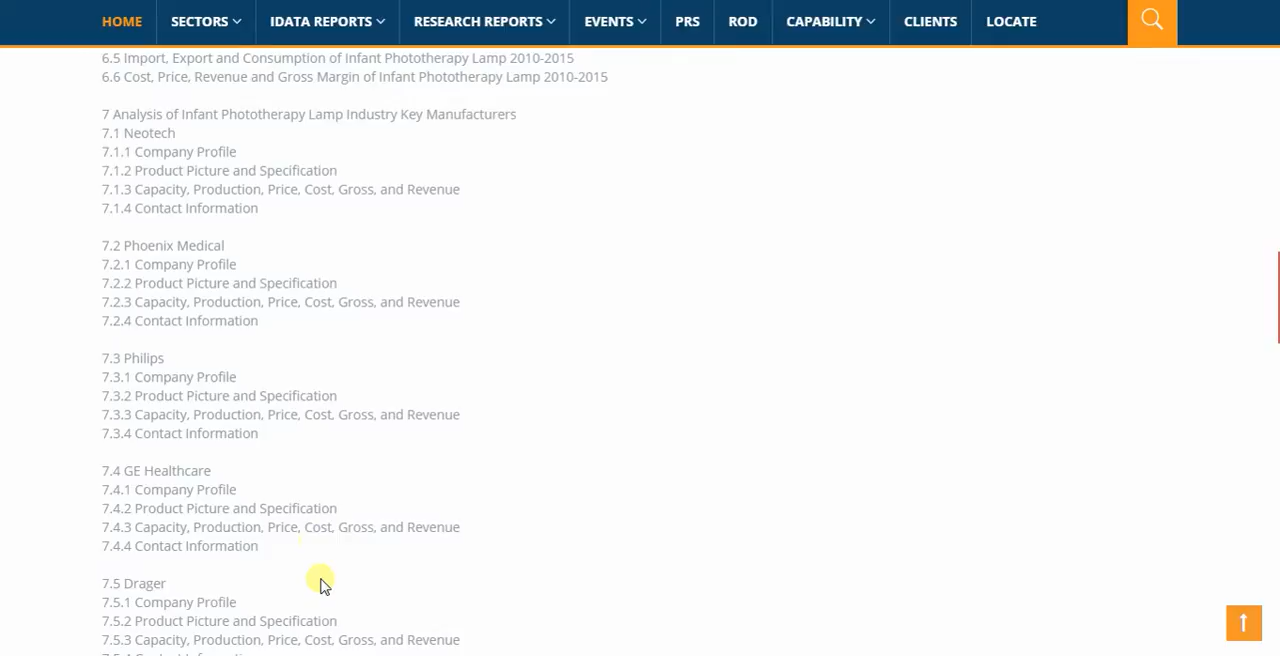 HOME SECTORS IDATA REPORTS RESEARCH REPORTS EVENTS PRS ROD CAPABILITY CLIENTS LOCATE
6.5 Import, Export and Consumption of Infant Phototherapy Lamp 2010-2015
6.6 Cost, Price, Revenue and Gross Margin of Infant Phototherapy Lamp 2010-2015
7 Analysis of Infant Phototherapy Lamp Industry Key Manufacturers
7.1 Neotech
7.1.1 Company Profile
7.1.2 Product Picture and Specification
7.1.3 Capacity, Production, Price, Cost, Gross, and Revenue
7.1.4 Contact Information
7.2 Phoenix Medical
7.2.1 Company Profile
7.2.2 Product Picture and Specification
7.2.3 Capacity, Production, Price, Cost, Gross, and Revenue
7.2.4 Contact Information
7.3 Philips
7.3.1 Company Profile
7.3.2 Product Picture and Specification
7.3.3 Capacity, Production, Price, Cost, Gross, and Revenue
7.3.4 Contact Information
7.4 GE Healthcare
7.4.1 Company Profile
7.4.2 Product Picture and Specification
7.4.3 Capacity, Production, Price, Cost, Gross, and Revenue
7.4.4 Contact Information
7.5 Drager
7.5.1 Company Profile
7.5.2 Product Picture and Specification
7.5.3 Capacity, Production, Price, Cost, Gross, and Revenue